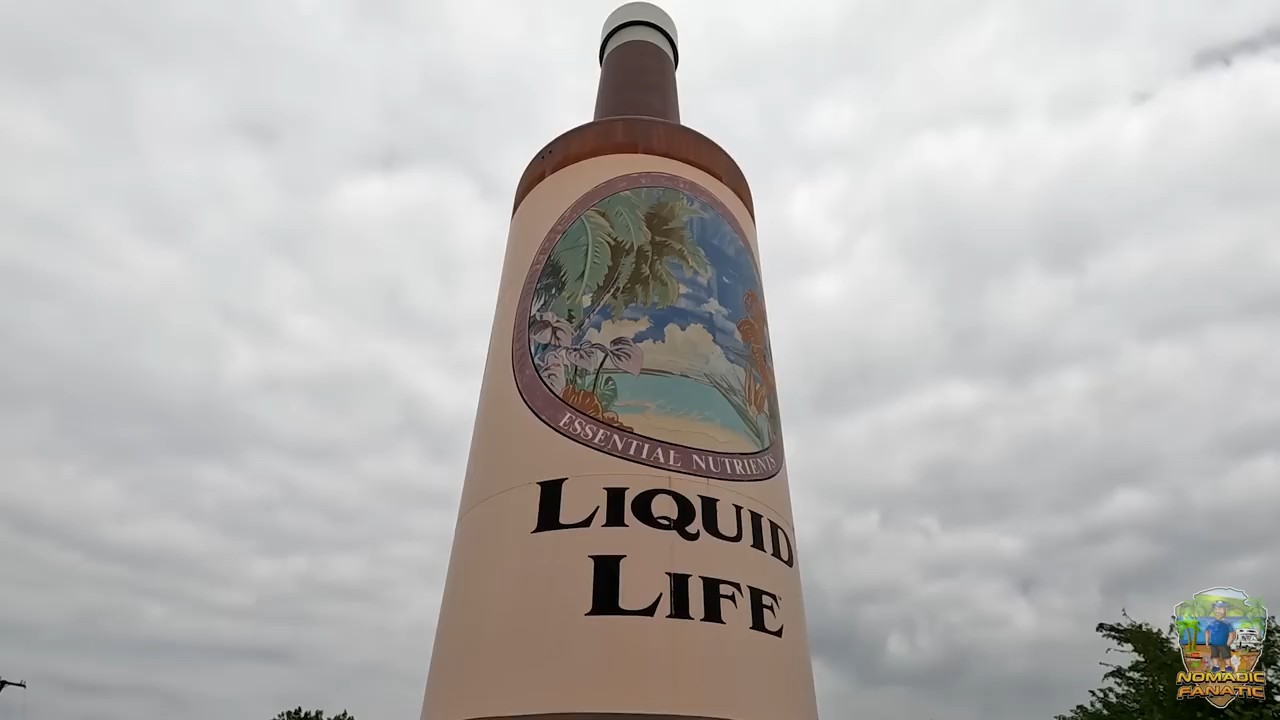 ESSENTIAL NUTRIENTS
LIQUID
LIFE
NOMADIC
FANATIC